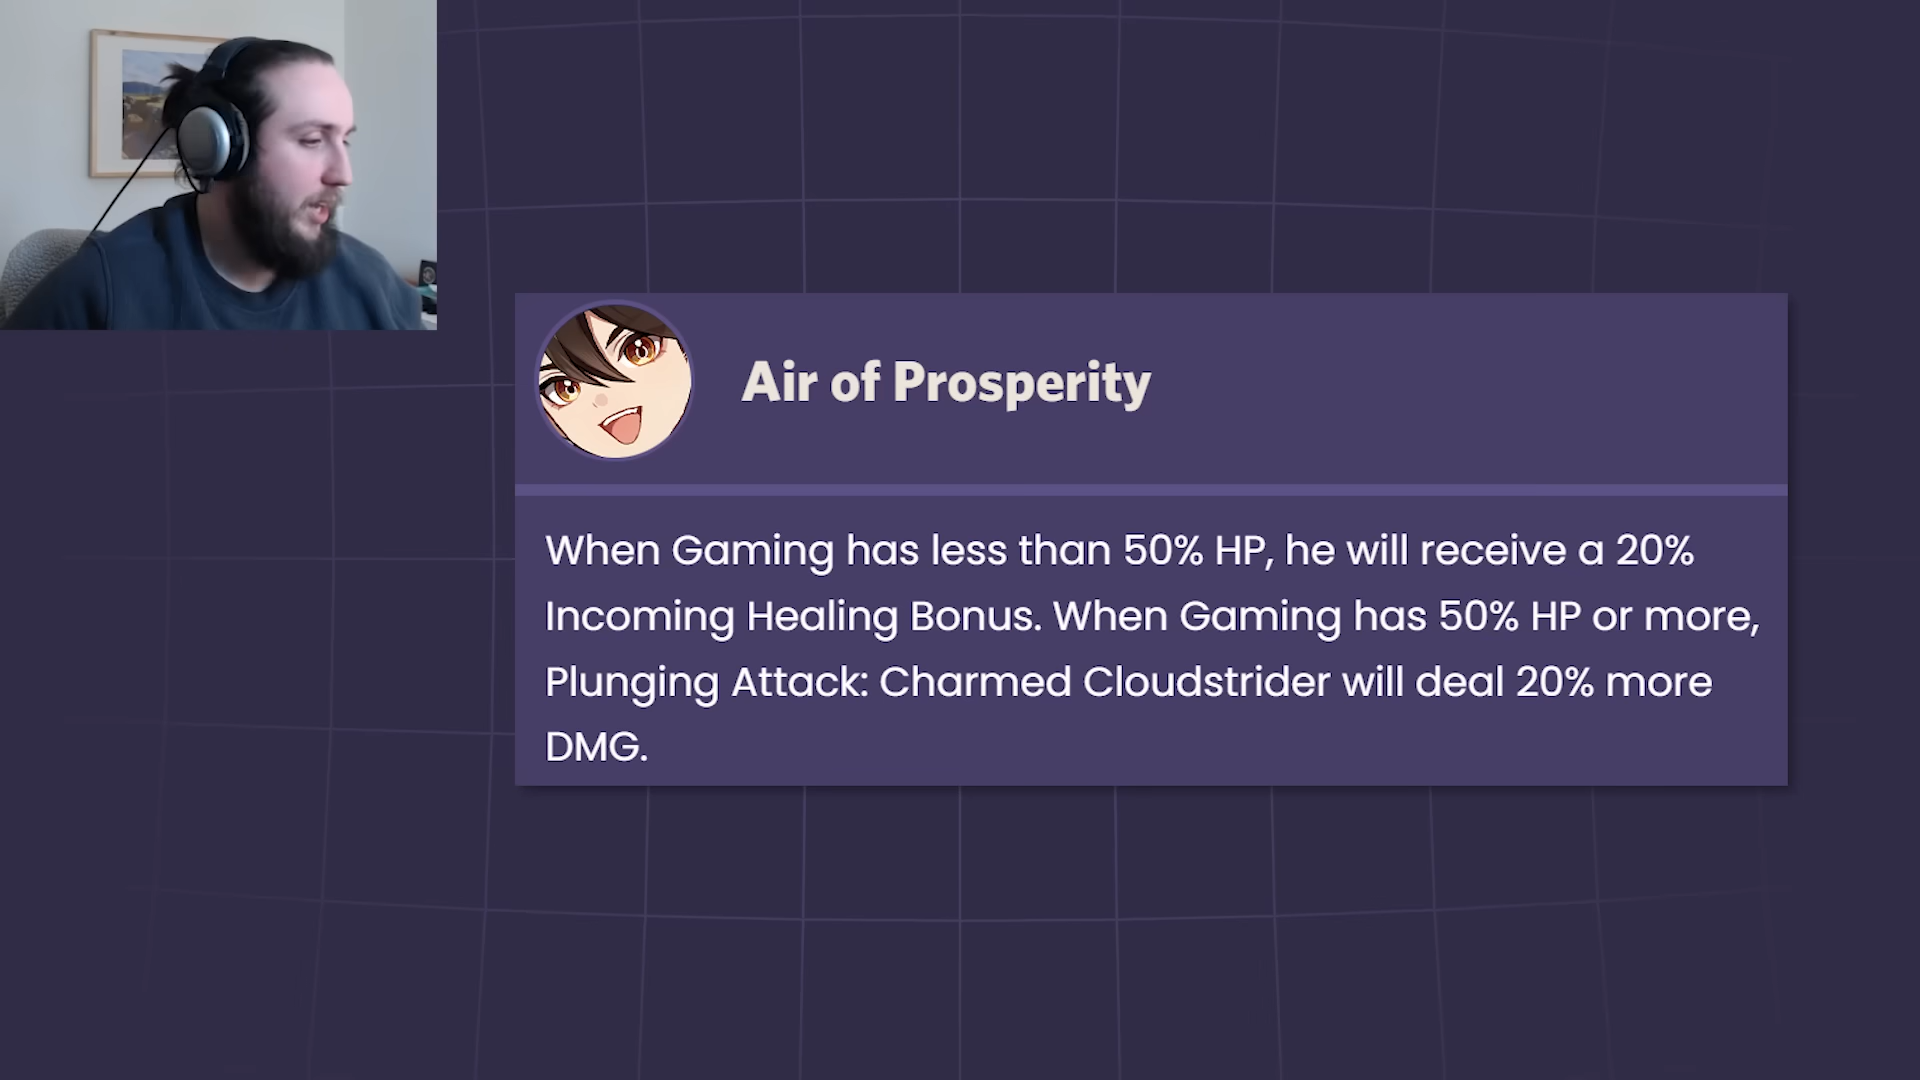 Air of Prosperity
When Gaming has less than 50% HP, he will receive a 20%
Incoming Healing Bonus. When Gaming has 50% HP or more,
Plunging Attack: Charmed Cloudstrider will deal 20% more
DMG.